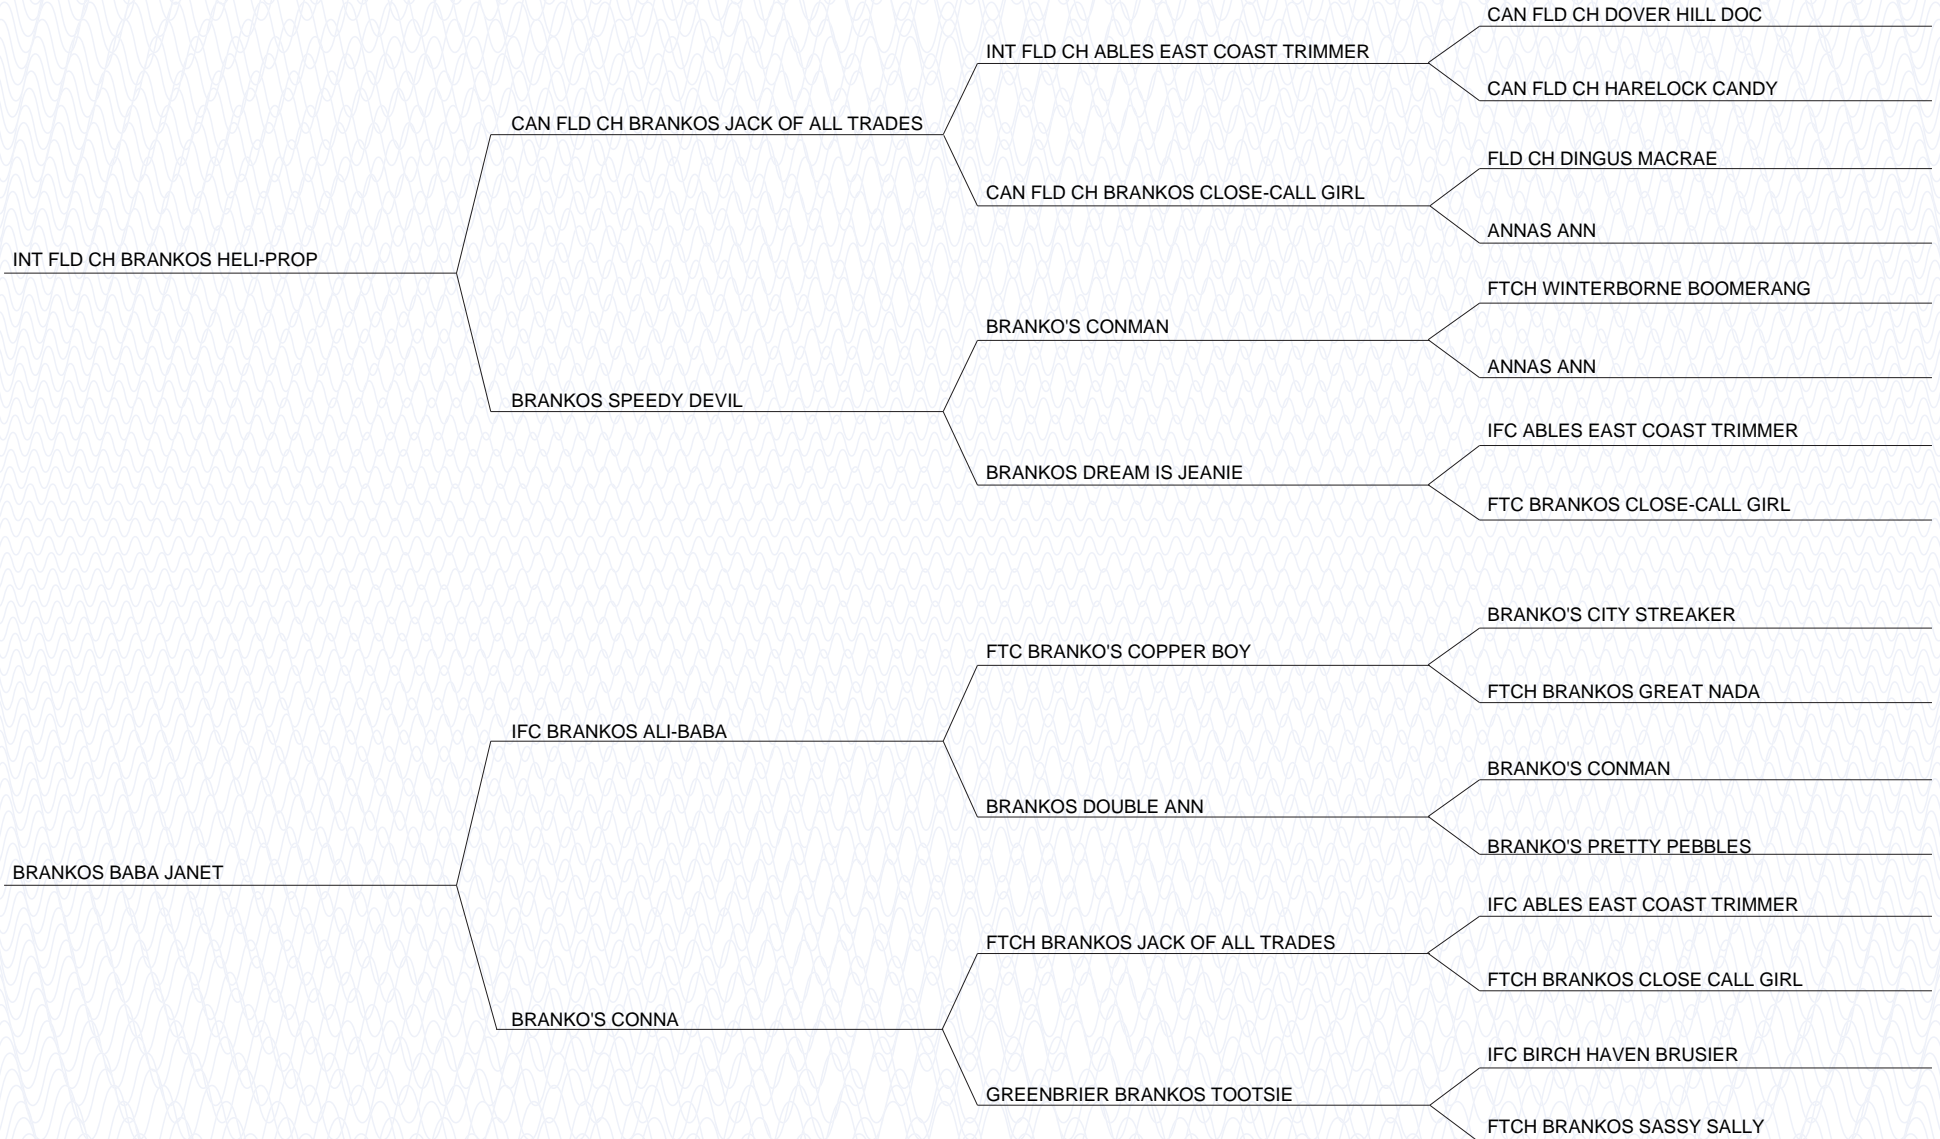 CAN FLD CH DOVER HILL DOC
INT FLD CH ABLES EAST COAST TRIMMER
CAN FLD CH HARELOCK CANDY
CAN FLD CH BRANKOS JACK OF ALL TRADES
FLD CH DINGUS MACRAE
CAN FLD CH BRANKOS CLOSE-CALL GIRL
ANNAS ANN
INT FLD CH BRANKOS HELI-PROP
FTCH WINTERBORNE BOOMERANG
BRANKO'S CONMAN
ANNAS ANN
BRANKOS SPEEDY DEVIL
IFC ABLES EAST COAST TRIMMER
BRANKOS DREAM IS JEANIE
FTC BRANKOS CLOSE-CALL GIRL
BRANKO'S CITY STREAKER
FTC BRANKO'S COPPER BOY
FTCH BRANKOS GREAT NADA
IFC BRANKOS ALI-BABA
BRANKO'S CONMAN
BRANKOS DOUBLE ANN
BRANKO'S PRETTY PEBBLES
BRANKOS BABA JANET
IFC ABLES EAST COAST TRIMMER
FTCH BRANKOS JACK OF ALL TRADES
FTCH BRANKOS CLOSE CALL GIRL
BRANKO'S CONNA
IFC BIRCH HAVEN BRUSIER
GREENBRIER BRANKOS TOOTSIE
FTCH BRANKOS SASSY SALLY